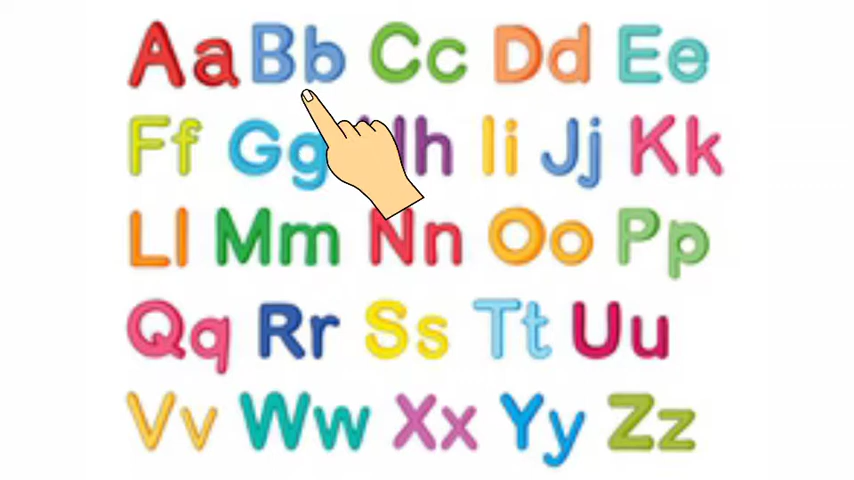 Aa Bb Cc Dd Ee
Ff Gg Hh Ii Jj Kk
Ll Mm Nn Oo Pp
Qq Rr Ss Tt Uu
Vv Ww Xx Yy Zz